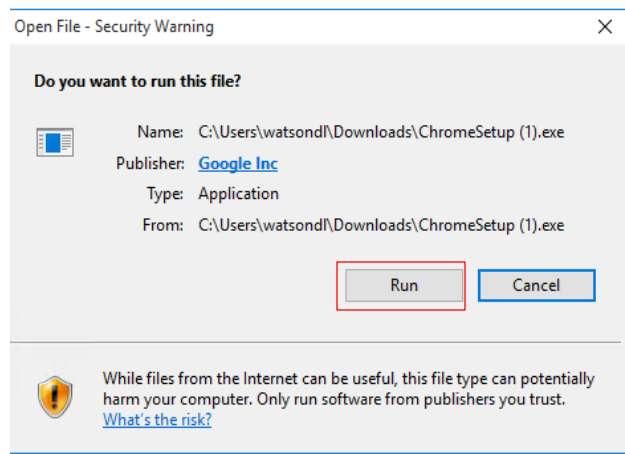 Open File - Security Warning
Do you want to run this file?
Name: C:\Users\watsondl\Downloads\ChromeSetup (1).exe
Publisher: Google Inc
Type: Application
From: C:\Users\watsondl\Downloads\ChromeSetup (1).exe
Run Cancel
While files from the Internet can be useful, this file type can potentially
harm your computer. Only run software from publishers you trust.
What's the risk?